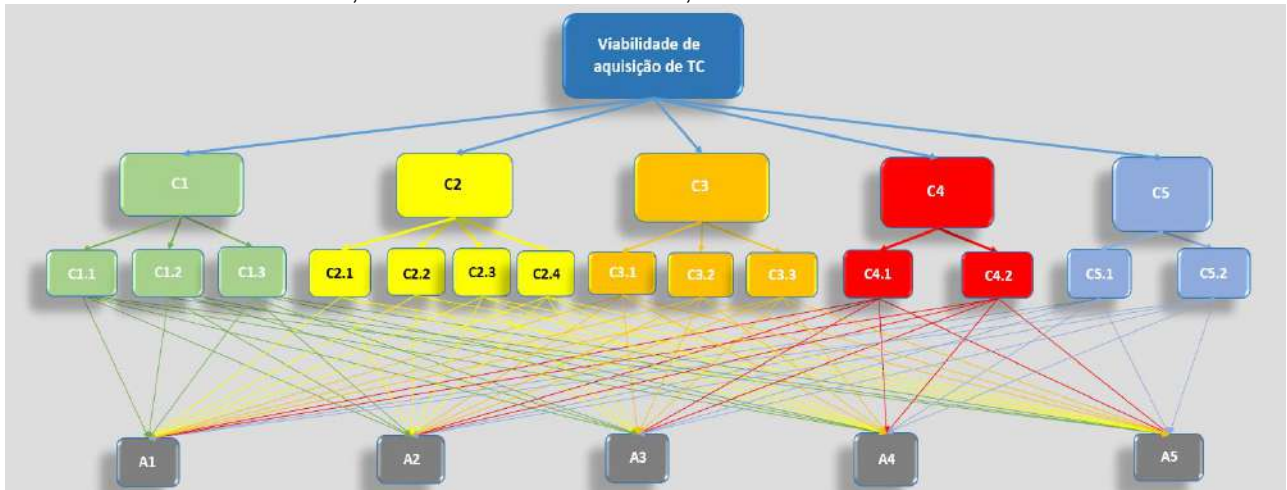 Viabilidade de
aquisição de TC
C1
C2
C3
C4
C5
C1.1
C1.2
C1.3
C2.1
C2.2
C2.3
C2.4
C3.1
C3.2
C3.3
C4.1
C4.2
C5.1
C5.2
A1
A2
A3
A4
A5